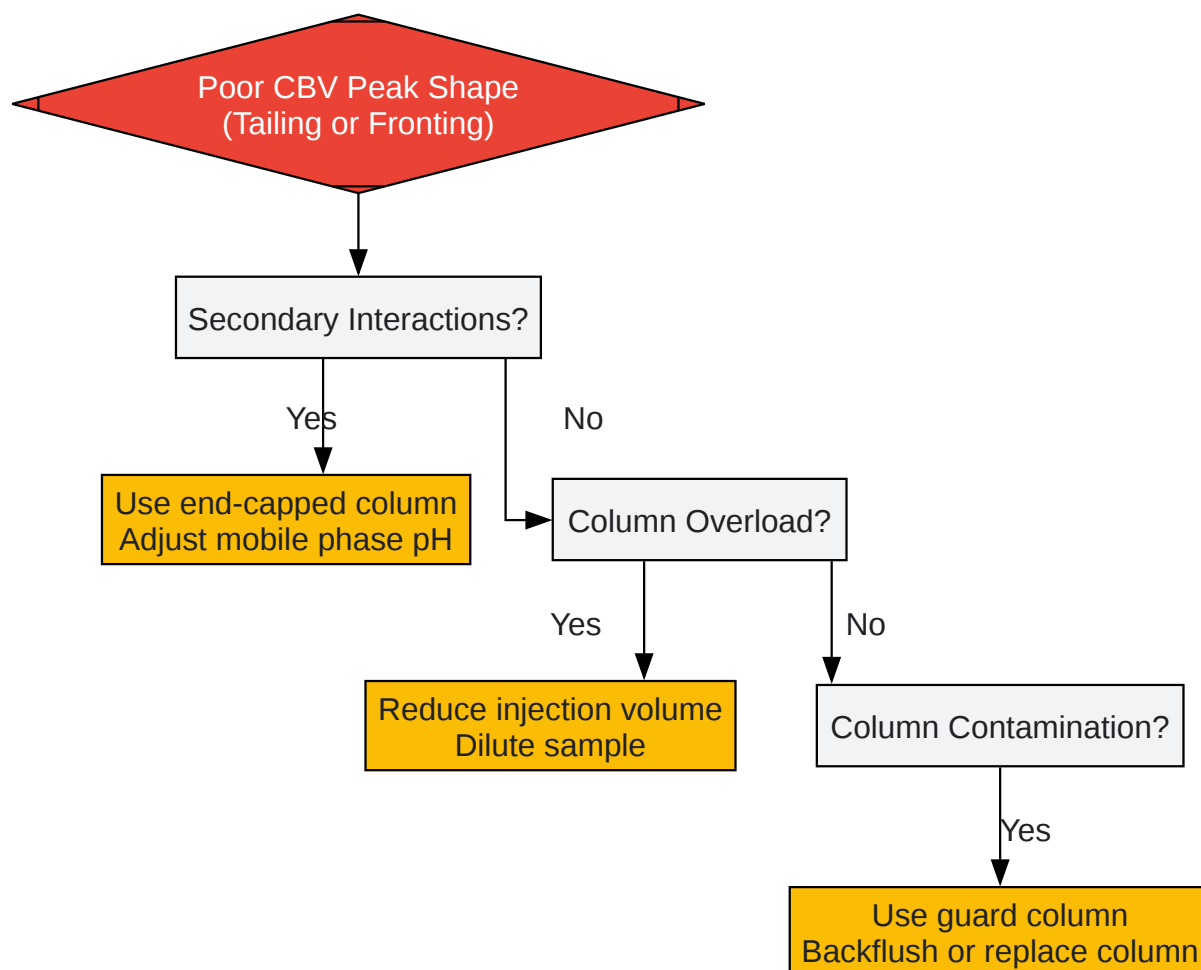 Poor CBV Peak Shape
(Tailing or Fronting)
Secondary Interactions?
Yes
No
Use end-capped column
Adjust mobile phase pH
Column Overload?
Yes
No
Reduce injection volume
Dilute sample
Column Contamination?
Yes
Use guard column
Backflush or replace column